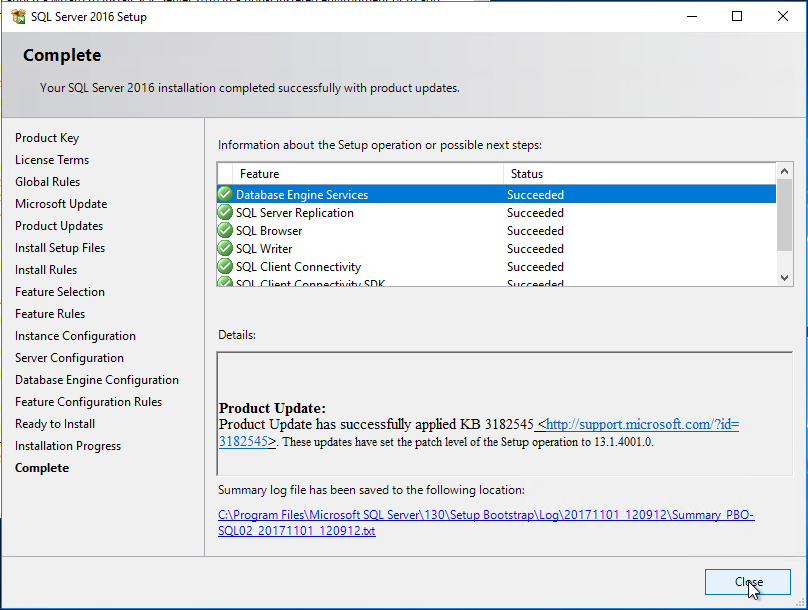 SQL Server 2016 Setup
Complete
Your SQL Server 2016 installation completed successfully with product updates.
Product Key
License Terms
Global Rules
Microsoft Update
Product Updates
Install Setup Files
Install Rules
Feature Selection
Feature Rules
Instance Configuration
Server Configuration
Database Engine Configuration
Feature Configuration Rules
Ready to Install
Installation Progress
Complete
Information about the Setup operation or possible next steps:
Feature Status
Database Engine Services Succeeded
SQL Server Replication Succeeded
SQL Browser Succeeded
SQL Writer Succeeded
SQL Client Connectivity Succeeded
SQL Client Connectivity SDK Succeeded
Details:
Product Update:
Product Update has successfully applied KB 3182545 <http://support.microsoft.com/?id=
3182545>. These updates have set the patch level of the Setup operation to 13.1.4001.0.
Summary log file has been saved to the following location:
C:\Program Files\Microsoft SQL Server\130\Setup Bootstrap\Log\20171101_120912\Summary_PBO-
SQL02_20171101_120912.txt
Close